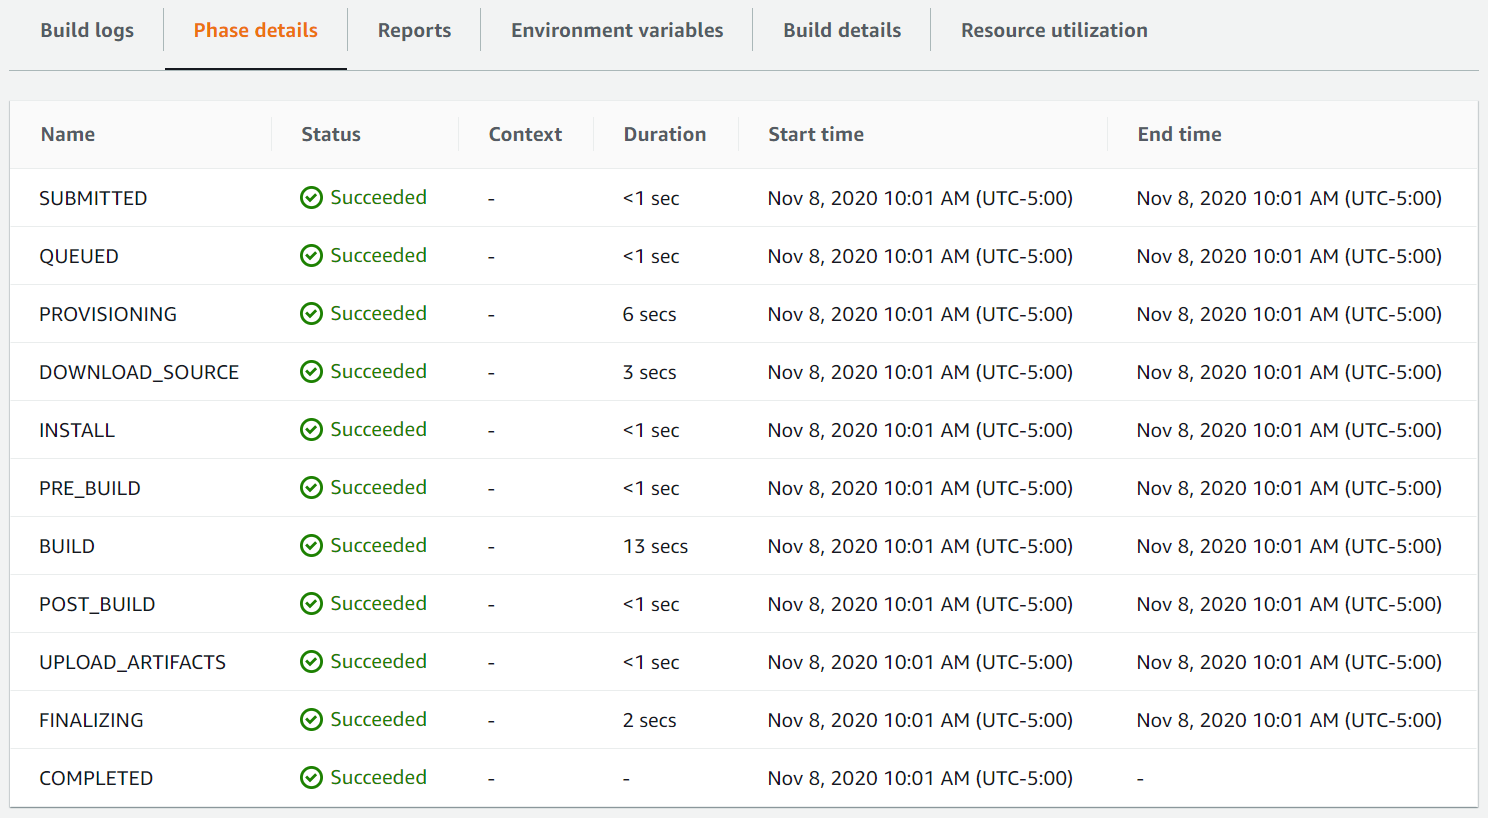 Build logs Phase details Reports Environment variables Build details Resource utilization
Name Status Context Duration Start time End time
SUBMITTED Succeeded - <1 sec Nov 8, 2020 10:01 AM (UTC-5:00) Nov 8, 2020 10:01 AM (UTC-5:00)
QUEUED Succeeded - <1 sec Nov 8, 2020 10:01 AM (UTC-5:00) Nov 8, 2020 10:01 AM (UTC-5:00)
PROVISIONING Succeeded - 6 secs Nov 8, 2020 10:01 AM (UTC-5:00) Nov 8, 2020 10:01 AM (UTC-5:00)
DOWNLOAD_SOURCE Succeeded - 3 secs Nov 8, 2020 10:01 AM (UTC-5:00) Nov 8, 2020 10:01 AM (UTC-5:00)
INSTALL Succeeded - <1 sec Nov 8, 2020 10:01 AM (UTC-5:00) Nov 8, 2020 10:01 AM (UTC-5:00)
PRE_BUILD Succeeded - <1 sec Nov 8, 2020 10:01 AM (UTC-5:00) Nov 8, 2020 10:01 AM (UTC-5:00)
BUILD Succeeded - 13 secs Nov 8, 2020 10:01 AM (UTC-5:00) Nov 8, 2020 10:01 AM (UTC-5:00)
POST_BUILD Succeeded - <1 sec Nov 8, 2020 10:01 AM (UTC-5:00) Nov 8, 2020 10:01 AM (UTC-5:00)
UPLOAD_ARTIFACTS Succeeded - <1 sec Nov 8, 2020 10:01 AM (UTC-5:00) Nov 8, 2020 10:01 AM (UTC-5:00)
FINALIZING Succeeded - 2 secs Nov 8, 2020 10:01 AM (UTC-5:00) Nov 8, 2020 10:01 AM (UTC-5:00)
COMPLETED Succeeded - - Nov 8, 2020 10:01 AM (UTC-5:00) -